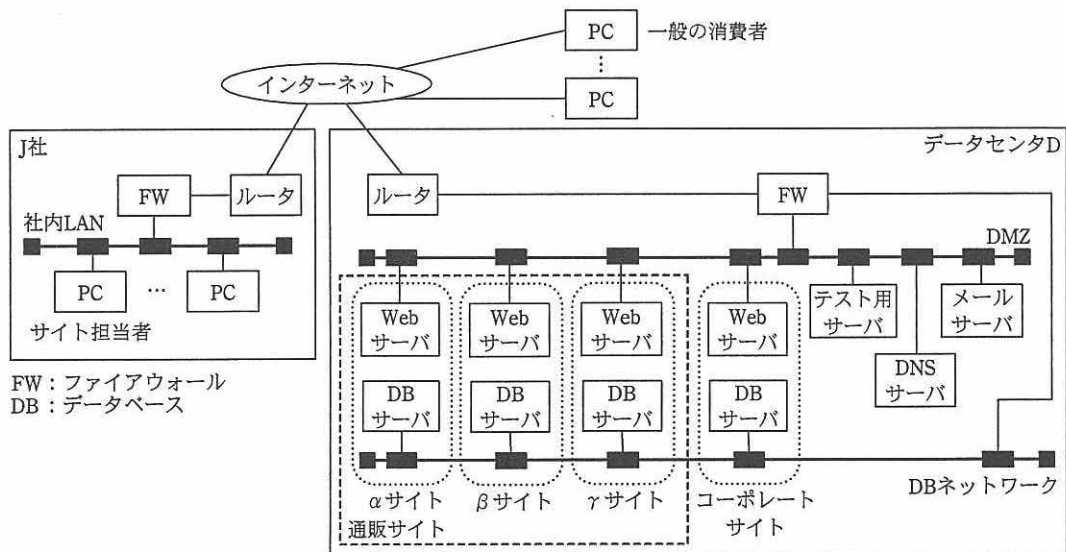 PC 一般の消費者
⋮
PC
インターネット
J社
FW
ルータ
社内LAN
PC … PC
サイト担当者
FW：ファイアウォール
DB：データベース
データセンタD
ルータ
FW
DMZ
Web
サーバ
Web
サーバ
Web
サーバ
Web
サーバ
テスト用
サーバ
DNS
サーバ
メール
サーバ
DB
サーバ
DB
サーバ
DB
サーバ
DB
サーバ
DBネットワーク
αサイト
βサイト
γサイト
コーポレート
サイト
通販サイト